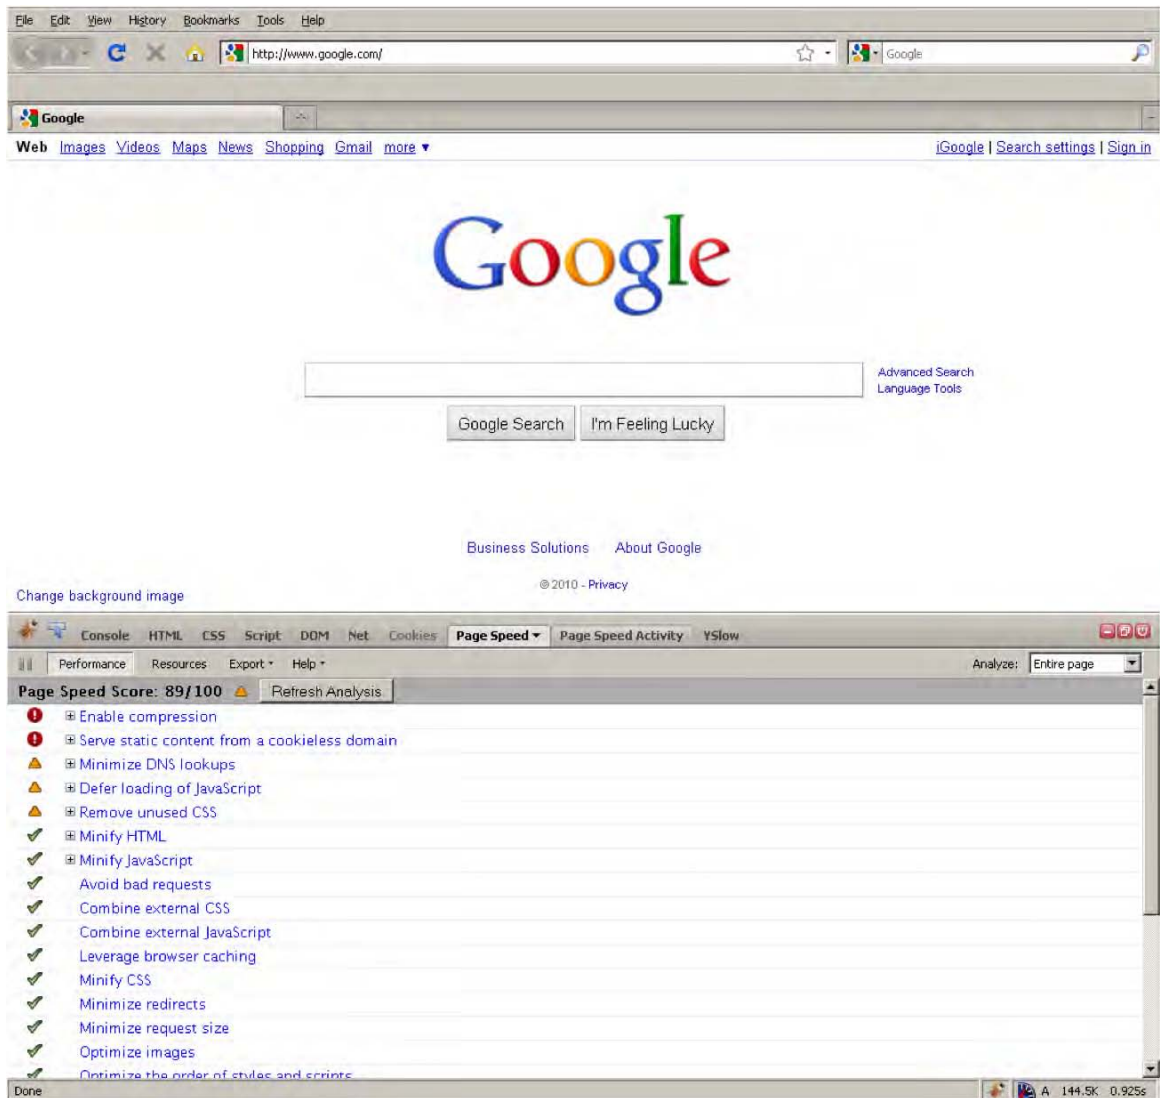 File Edit View History Bookmarks Tools Help
http://www.google.com/ Google
Google
Web Images Videos Maps News Shopping Gmail more ▼ iGoogle | Search settings | Sign in
Google
Advanced Search
Language Tools
Google Search I'm Feeling Lucky
Business Solutions About Google
© 2010 - Privacy
Change background image
Console HTML CSS Script DOM Net Cookies Page Speed ▼ Page Speed Activity YSlow
Performance Resources Export Help Analyze: Entire page
Page Speed Score: 89/100 Refresh Analysis
Enable compression
Serve static content from a cookieless domain
Minimize DNS lookups
Defer loading of JavaScript
Remove unused CSS
Minify HTML
Minify JavaScript
Avoid bad requests
Combine external CSS
Combine external JavaScript
Leverage browser caching
Minify CSS
Minimize redirects
Minimize request size
Optimize images
Optimize the order of styles and scripts
Done A 144.5K 0.925s